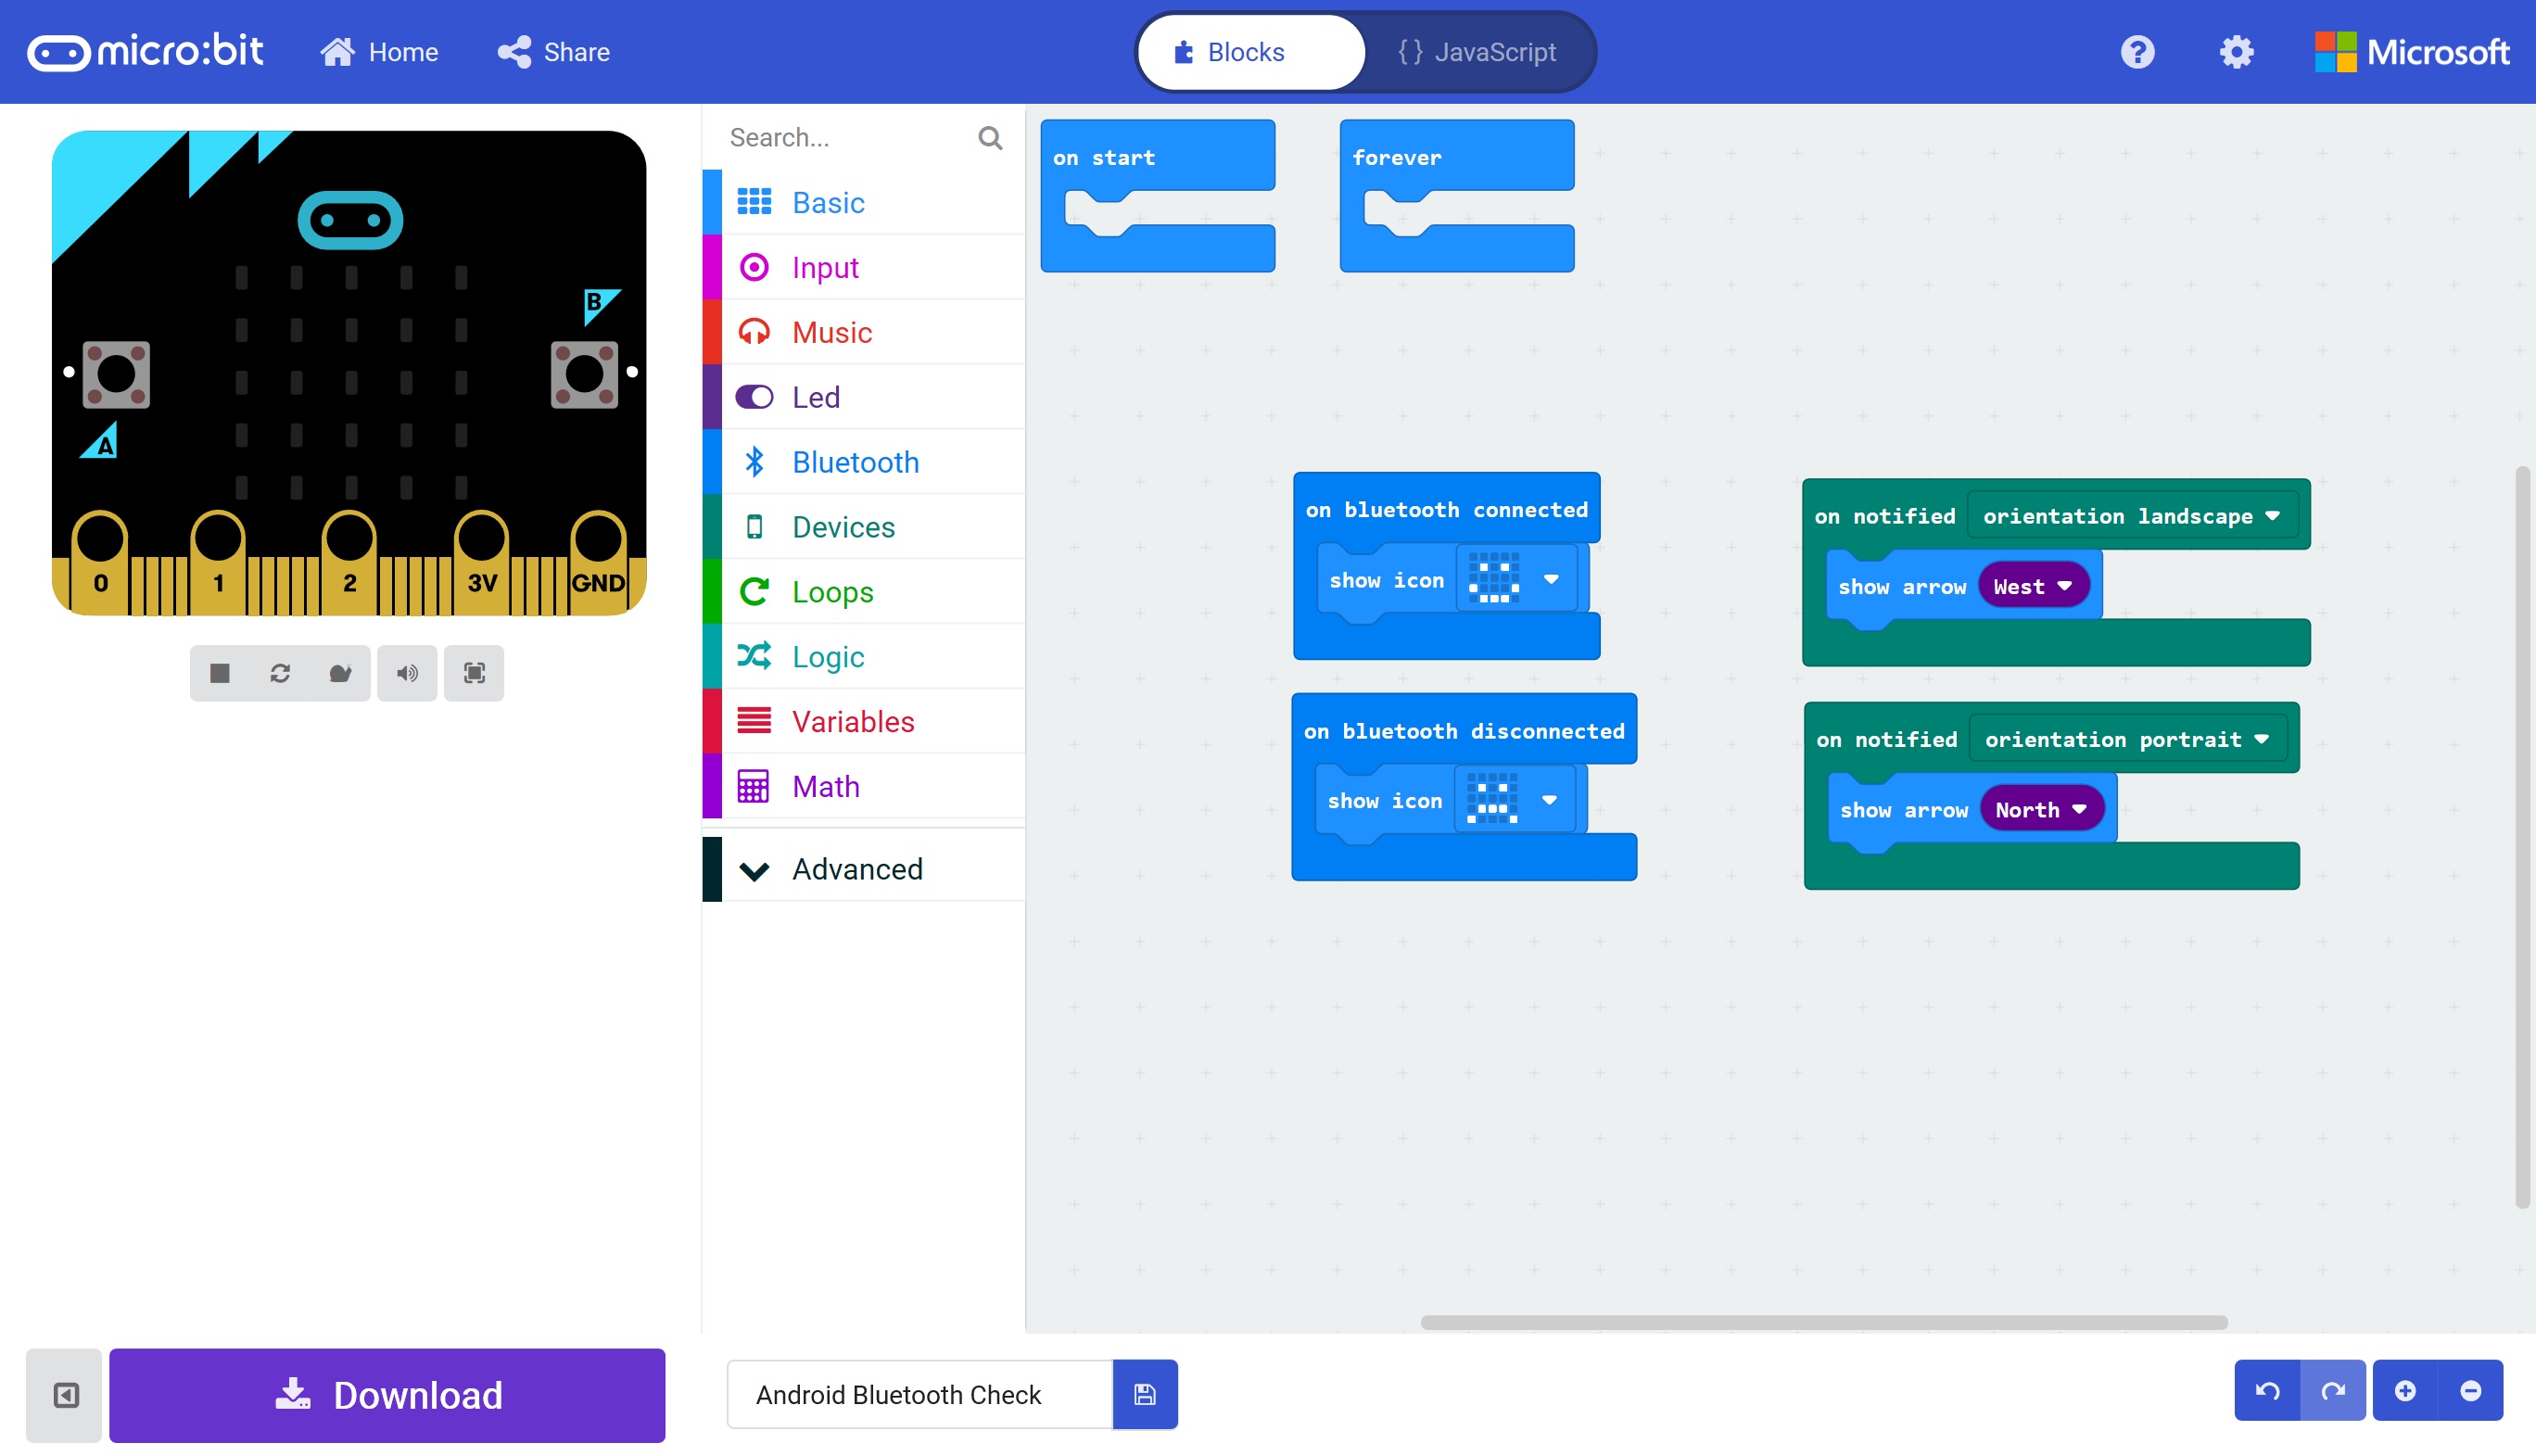 micro:bit Home Share Blocks {} JavaScript ? Microsoft
Search...
Basic
Input
Music
Led
Bluetooth
Devices
Loops
Logic
Variables
Math
Advanced
B
A
0 1 2 3V GND
on start
forever
on bluetooth connected
show icon
on bluetooth disconnected
show icon
on notified orientation landscape
show arrow West
on notified orientation portrait
show arrow North
Download
Android Bluetooth Check